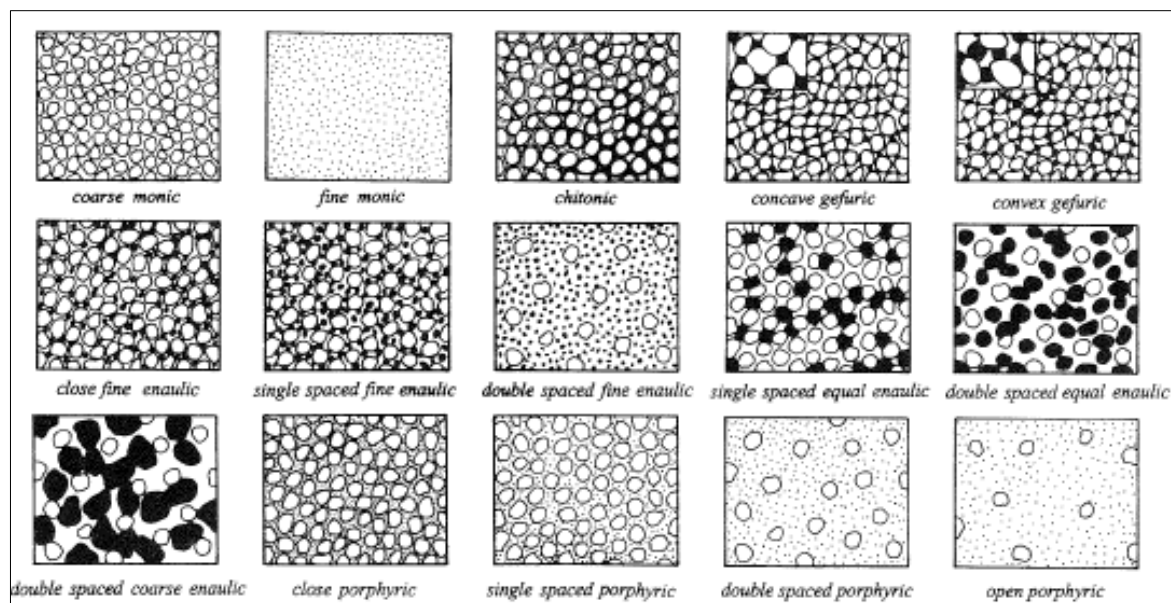 coarse monic
fine monic
chitonic
concave gefuric
convex gefuric
close fine enaulic
single spaced fine enaulic
double spaced fine enaulic
single spaced equal enaulic
double spaced equal enaulic
double spaced coarse enaulic
close porphyric
single spaced porphyric
double spaced porphyric
open porphyric